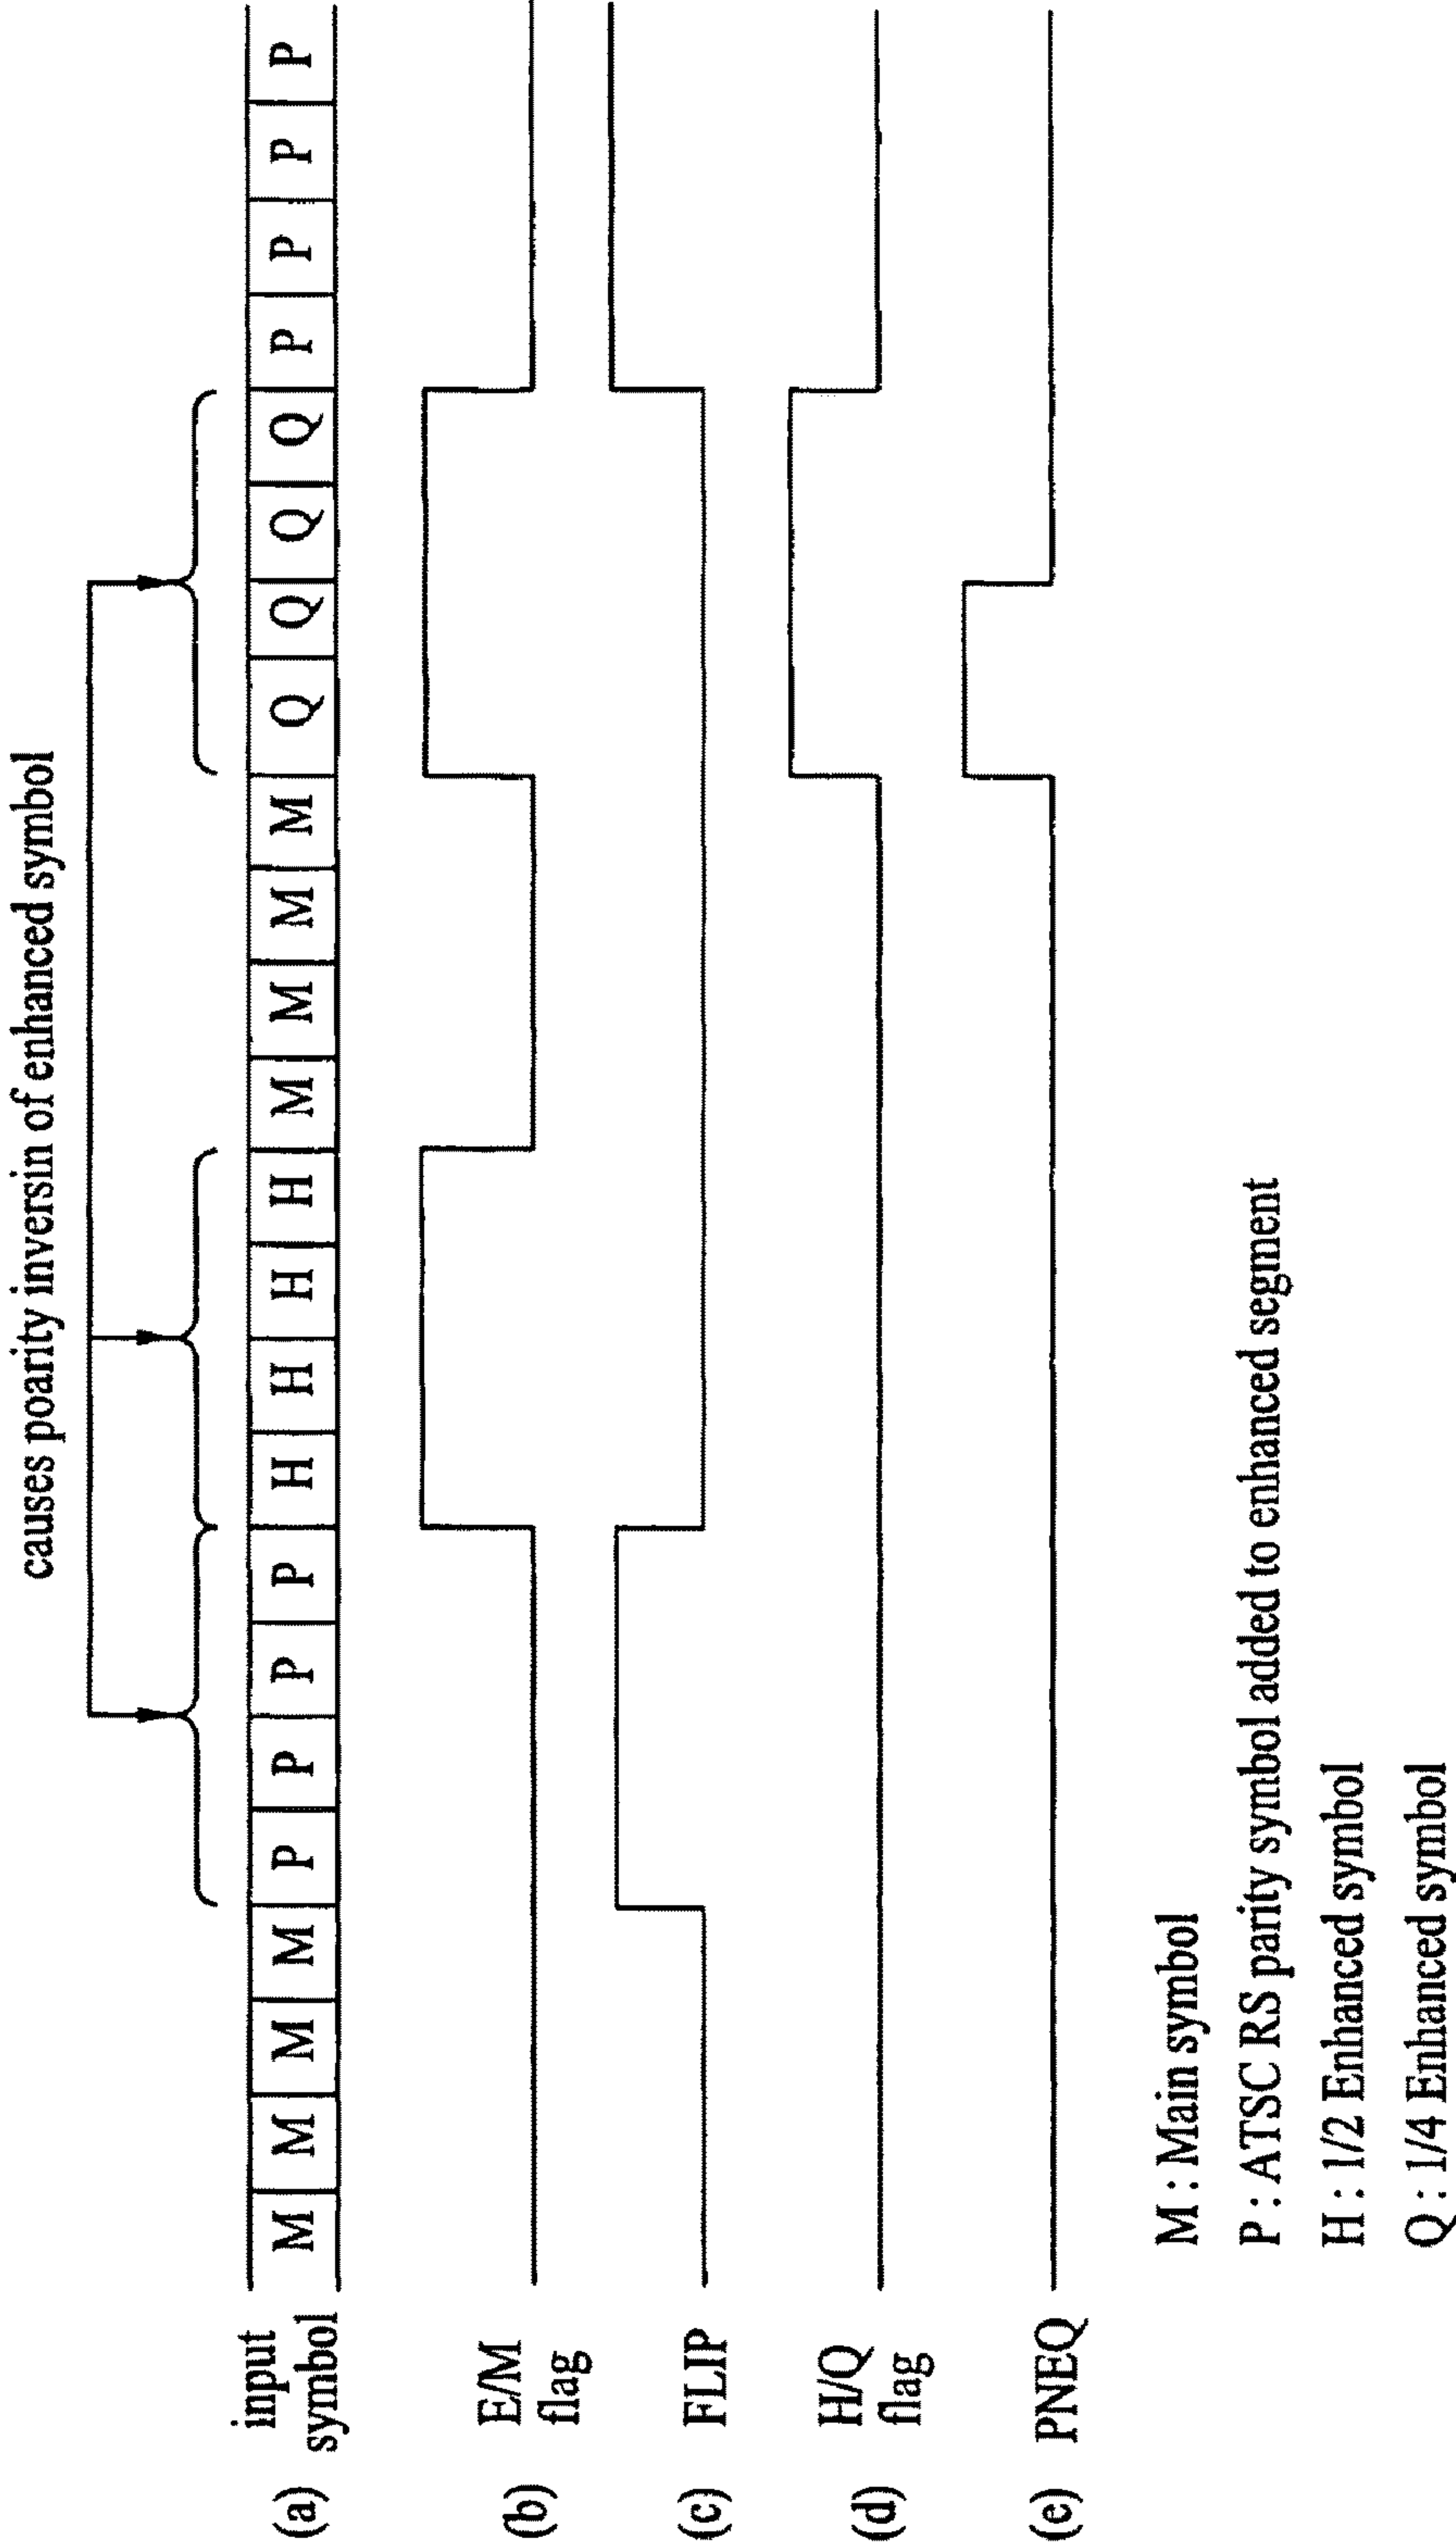 causes poarity inversin of enhanced symbol
(a) input symbol M M M M P P P P H H H H M M M M Q Q Q Q P P P P
(b) E/M flag
(c) FLIP
(d) H/Q flag
(e) PNEQ
M : Main symbol
P : ATSC RS parity symbol added to enhanced segment
H : 1/2 Enhanced symbol
Q : 1/4 Enhanced symbol